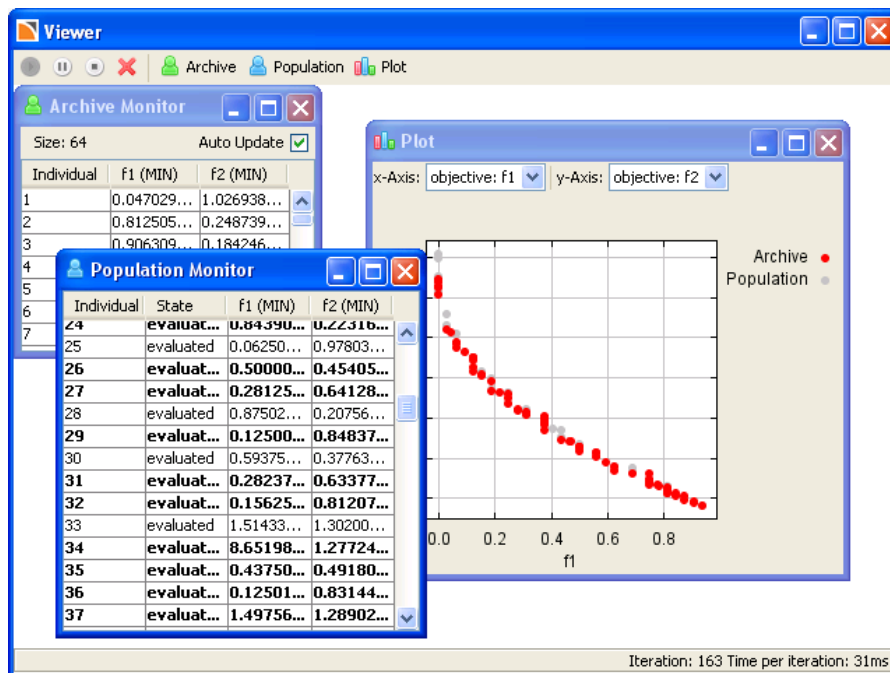 Viewer
Archive Population Plot
Archive Monitor
Size: 64 Auto Update
Individual f1 (MIN) f2 (MIN)
1 0.047029... 1.026938...
2 0.812505... 0.248739...
3 0.906309... 0.184246...
4
5
6
7
Population Monitor
Individual State f1 (MIN) f2 (MIN)
24 evaluat... 0.84390... 0.22316...
25 evaluated 0.06250... 0.97803...
26 evaluat... 0.50000... 0.45405...
27 evaluat... 0.28125... 0.64128...
28 evaluated 0.87502... 0.20756...
29 evaluat... 0.12500... 0.84837...
30 evaluated 0.59375... 0.37763...
31 evaluat... 0.28237... 0.63377...
32 evaluat... 0.15625... 0.81207...
33 evaluated 1.51433... 1.30200...
34 evaluat... 8.65198... 1.27724...
35 evaluat... 0.43750... 0.49180...
36 evaluat... 0.12501... 0.83144...
37 evaluat... 1.49756... 1.28902...
Plot
x-Axis: objective: f1 y-Axis: objective: f2
Archive
Population
0.0 0.2 0.4 0.6 0.8
f1
Iteration: 163 Time per iteration: 31ms